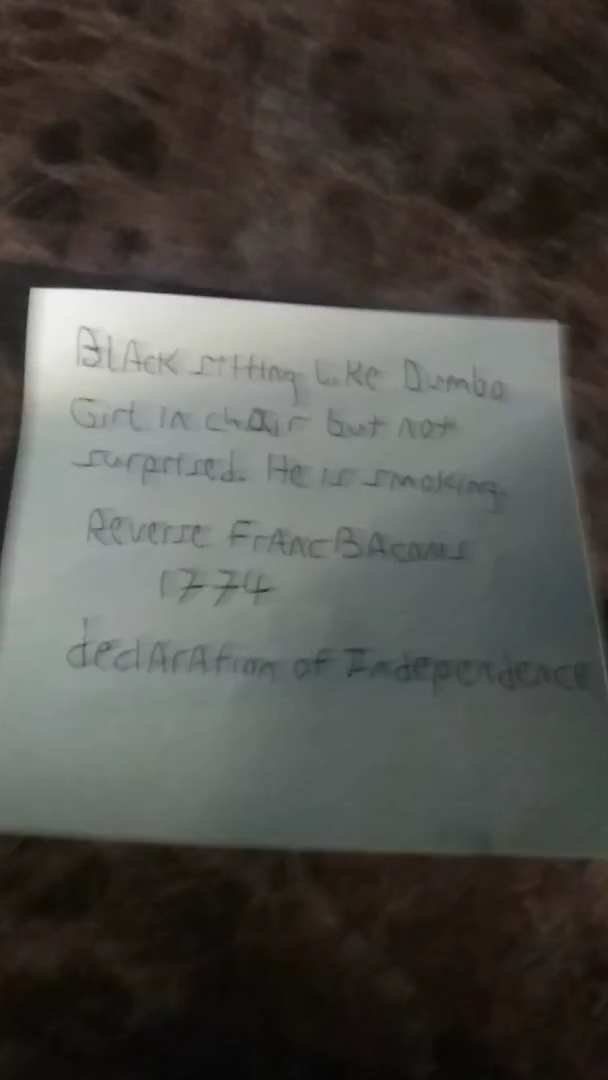 BlAck sitting like Dumbo
Girl in chair but not
surprised. He is smoking
Reverse FrAnc BAcons
1774
declArAtion of Independence